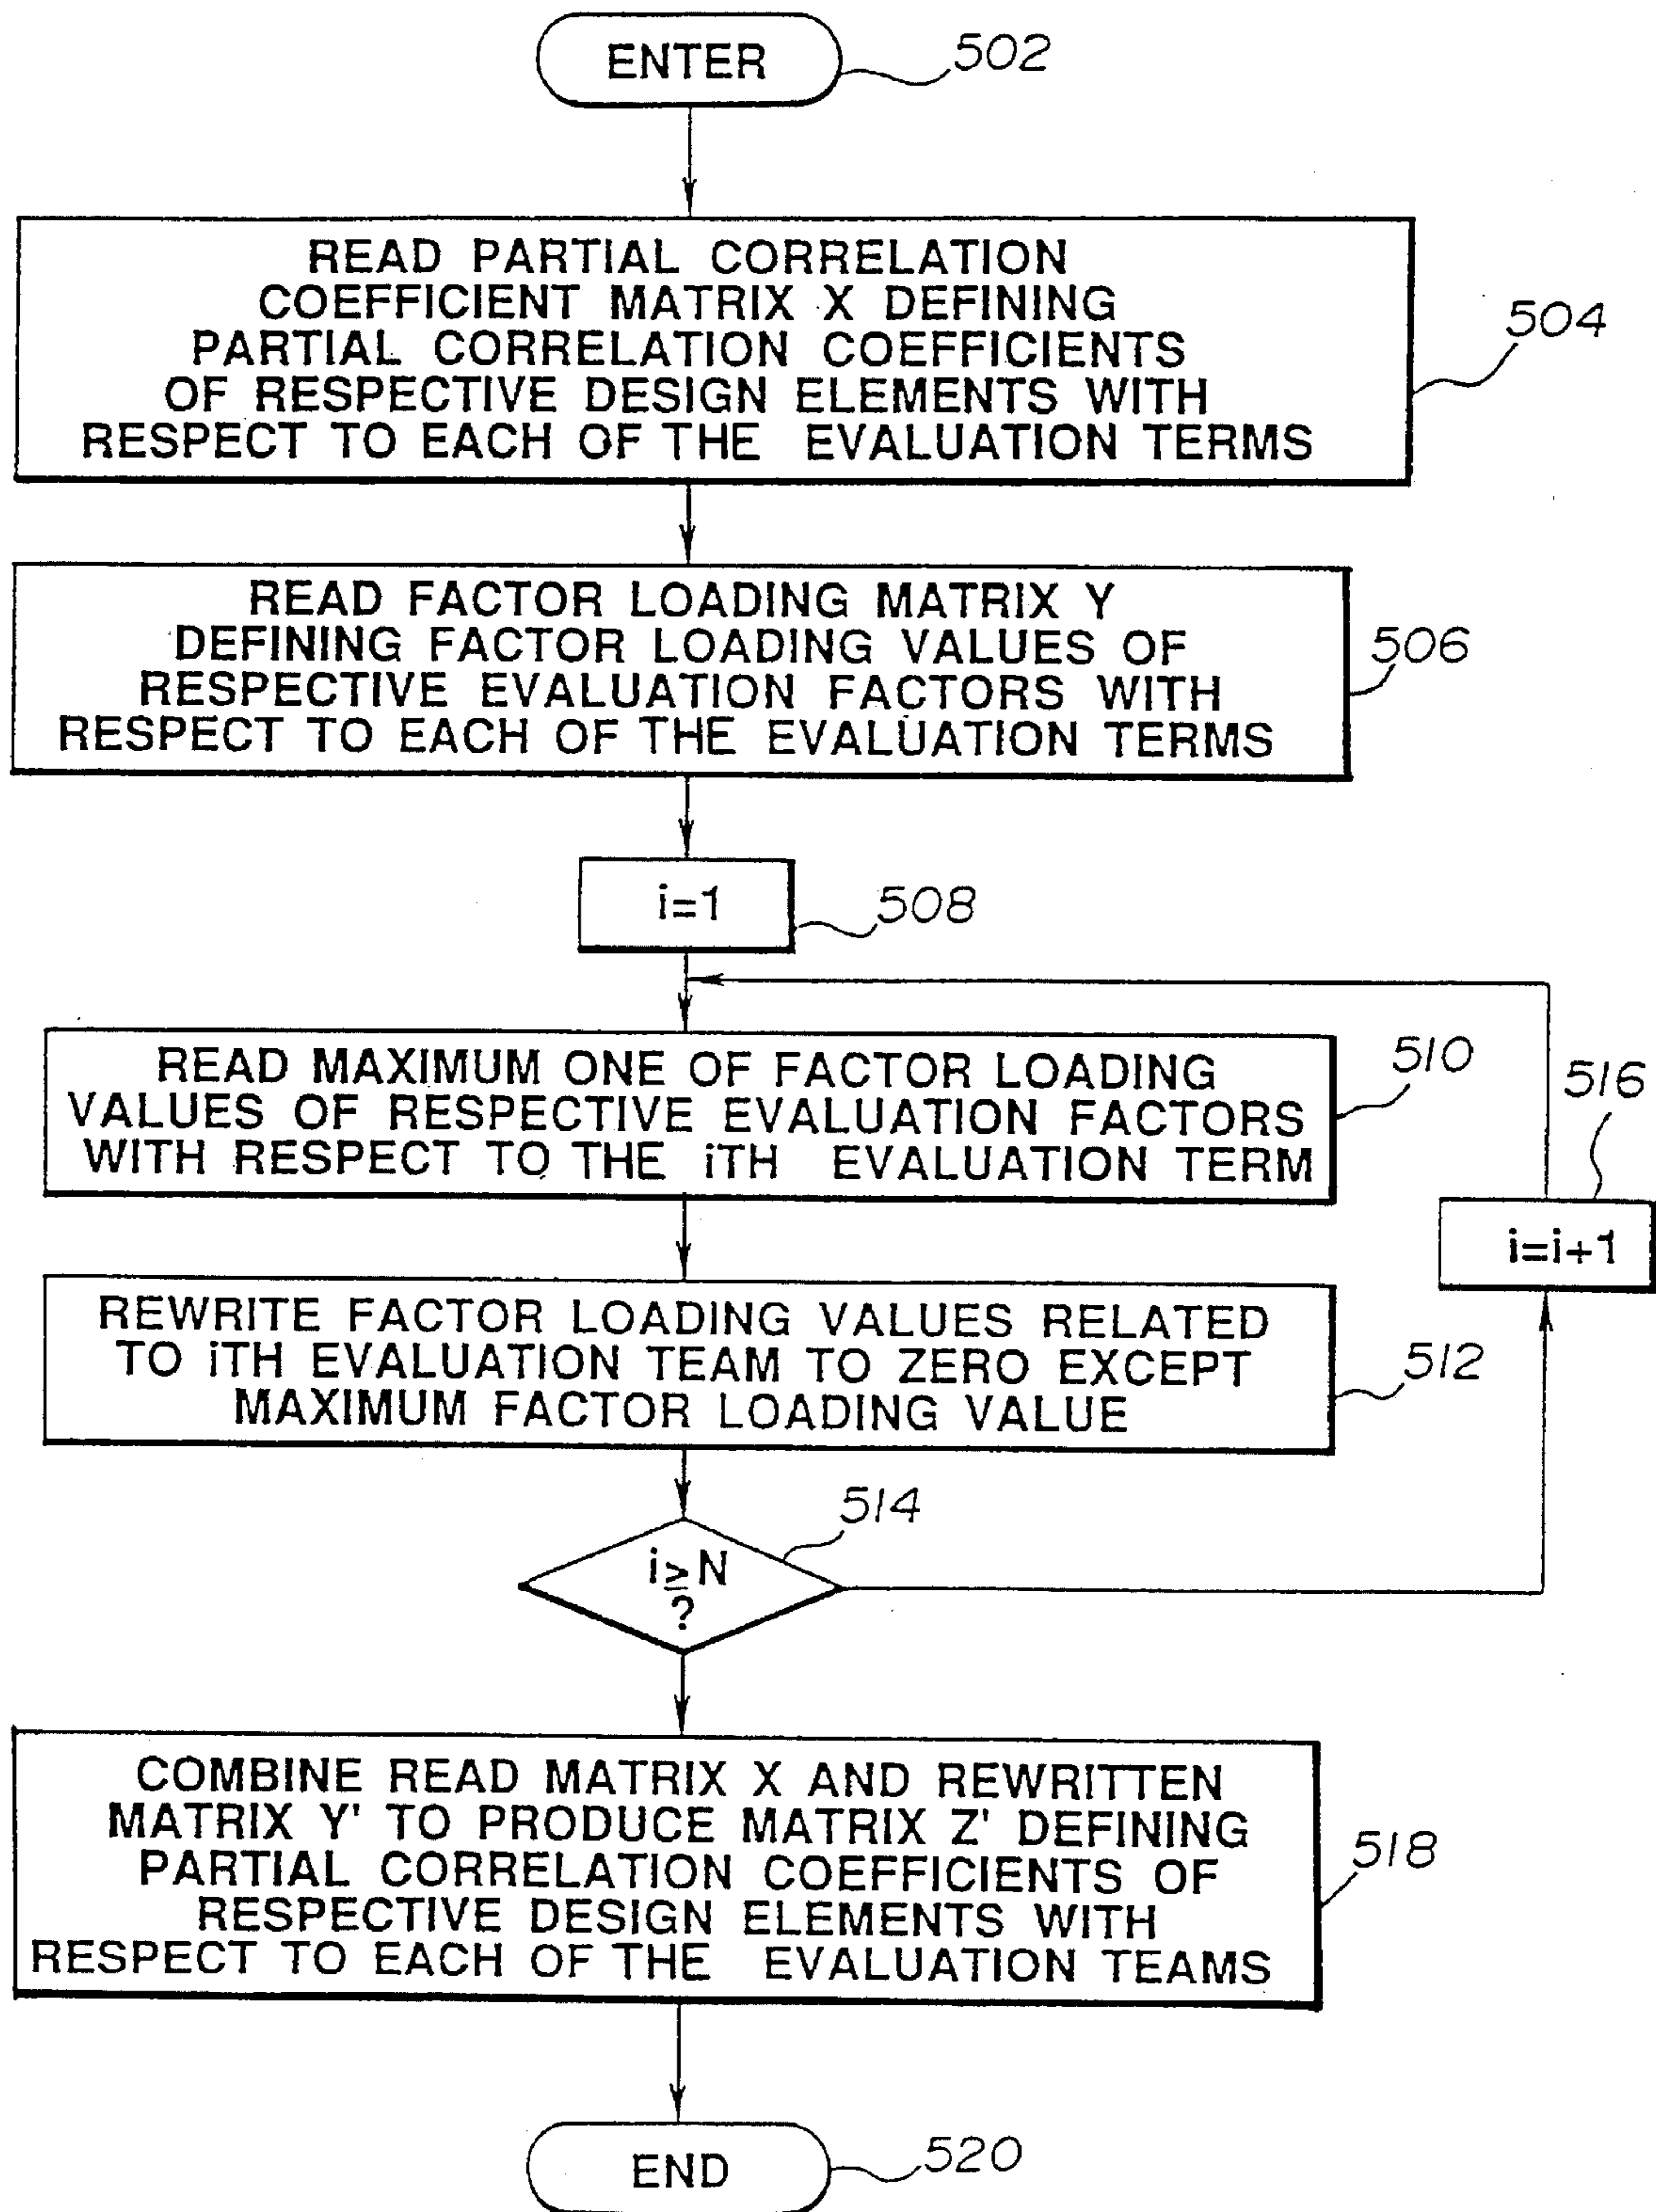 ENTER
502
READ PARTIAL CORRELATION
COEFFICIENT MATRIX X DEFINING
PARTIAL CORRELATION COEFFICIENTS
OF RESPECTIVE DESIGN ELEMENTS WITH
RESPECT TO EACH OF THE EVALUATION TERMS
504
READ FACTOR LOADING MATRIX Y
DEFINING FACTOR LOADING VALUES OF
RESPECTIVE EVALUATION FACTORS WITH
RESPECT TO EACH OF THE EVALUATION TERMS
506
i=1
508
READ MAXIMUM ONE OF FACTOR LOADING
VALUES OF RESPECTIVE EVALUATION FACTORS
WITH RESPECT TO THE iTH EVALUATION TERM
510
516
i=i+1
REWRITE FACTOR LOADING VALUES RELATED
TO iTH EVALUATION TEAM TO ZERO EXCEPT
MAXIMUM FACTOR LOADING VALUE
512
514
i≥N
?
COMBINE READ MATRIX X AND REWRITTEN
MATRIX Y' TO PRODUCE MATRIX Z' DEFINING
PARTIAL CORRELATION COEFFICIENTS OF
RESPECTIVE DESIGN ELEMENTS WITH
RESPECT TO EACH OF THE EVALUATION TEAMS
518
END
520